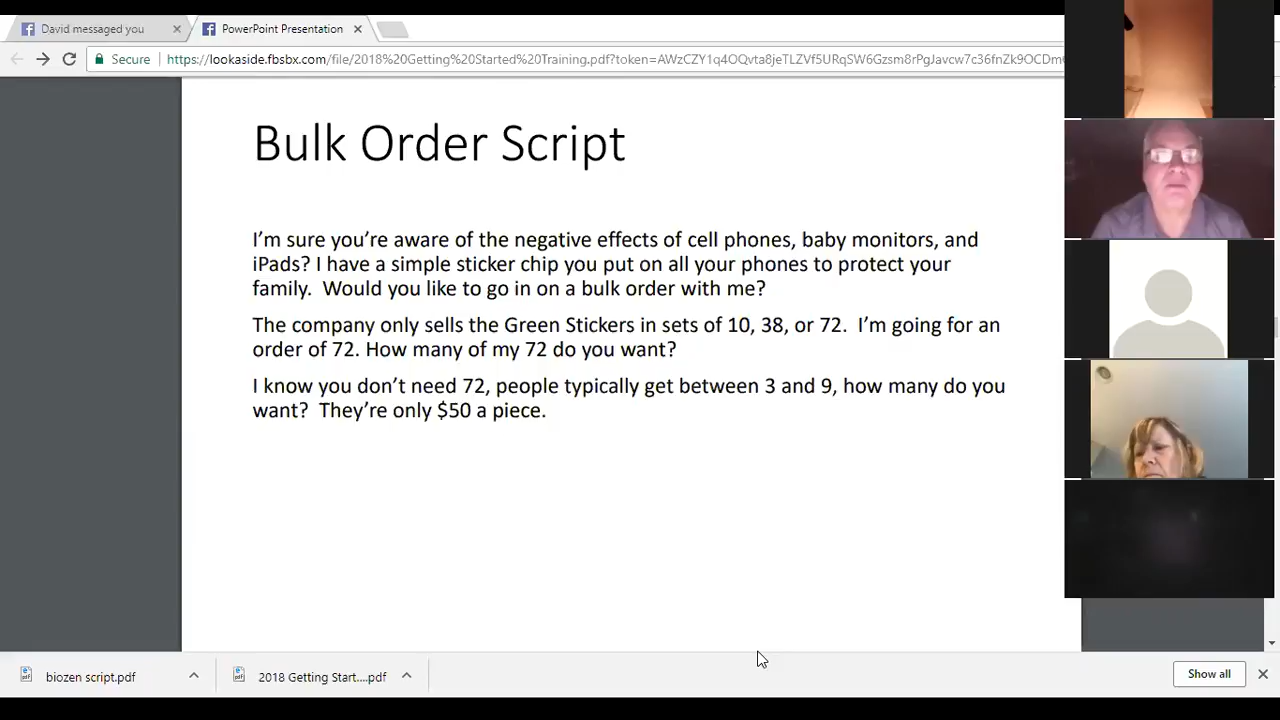 David messaged you
PowerPoint Presentation
Secure
https://lookaside.fbsbx.com/file/2018%20Getting%20Started%20Training.pdf?token=AWzCZY1q4OQvta8jeTLZVf5URqSW6Gzsm8rPgJavcw7c36fnZk9OCDm
Bulk Order Script
I'm sure you're aware of the negative effects of cell phones, baby monitors, and
iPads? I have a simple sticker chip you put on all your phones to protect your
family.  Would you like to go in on a bulk order with me?
The company only sells the Green Stickers in sets of 10, 38, or 72.  I'm going for an
order of 72. How many of my 72 do you want?
I know you don't need 72, people typically get between 3 and 9, how many do you
want?  They're only $50 a piece.
biozen script.pdf
2018 Getting Start....pdf
Show all